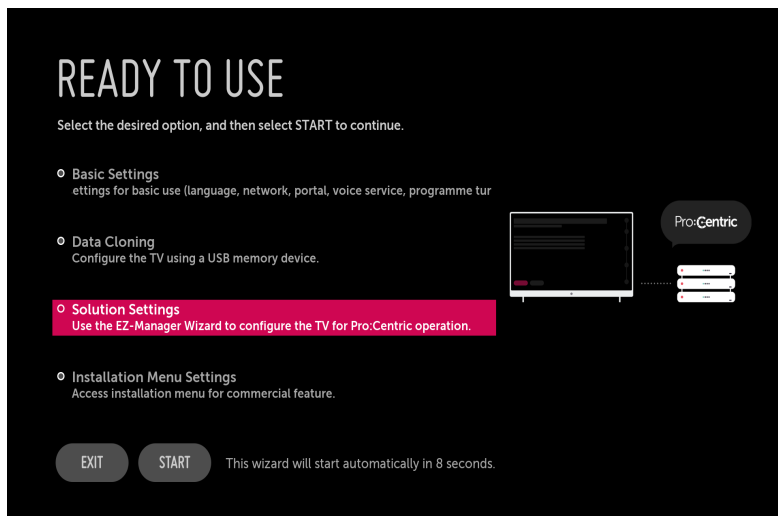 READY TO USE
Select the desired option, and then select START to continue.
Basic Settings
ettings for basic use (language, network, portal, voice service, programme tur
Data Cloning
Configure the TV using a USB memory device.
Pro:Centric
Solution Settings
Use the EZ-Manager Wizard to configure the TV for Pro:Centric operation.
Installation Menu Settings
Access installation menu for commercial feature.
EXIT
START
This wizard will start automatically in 8 seconds.